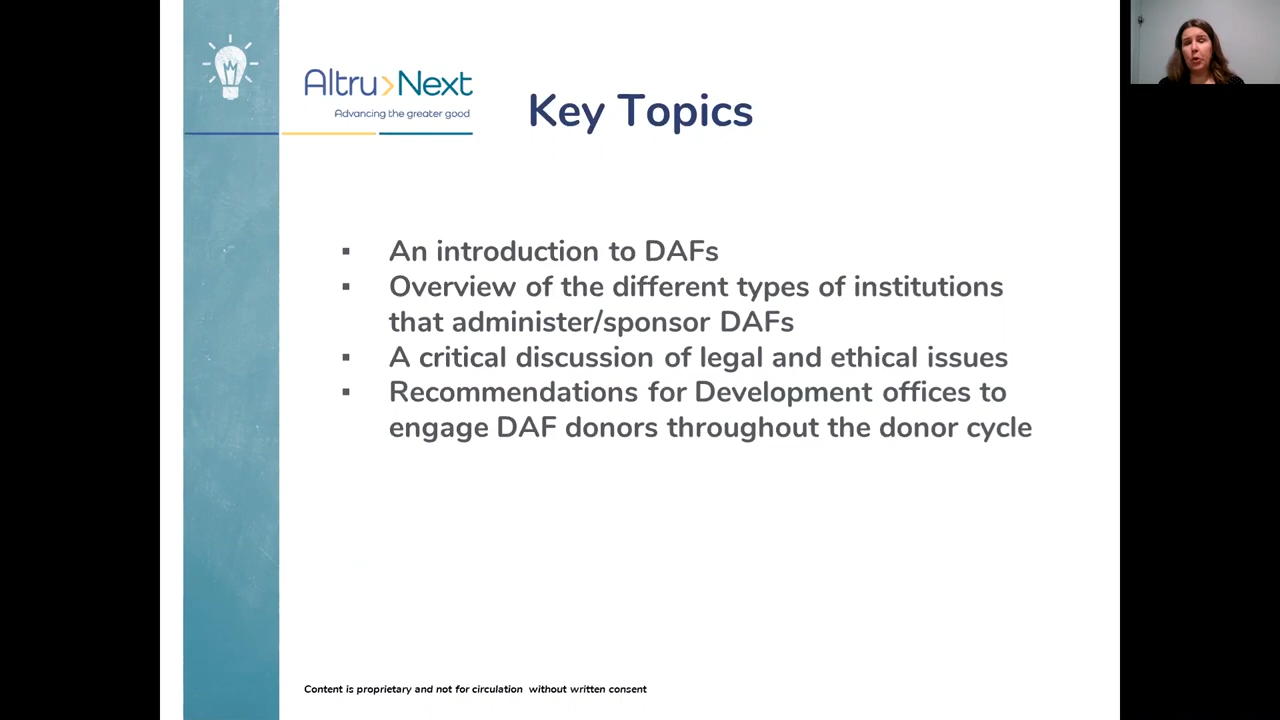 Altru>Next
Advancing the greater good
Key Topics
▪ An introduction to DAFs
▪ Overview of the different types of institutions
that administer/sponsor DAFs
▪ A critical discussion of legal and ethical issues
▪ Recommendations for Development offices to
engage DAF donors throughout the donor cycle
Content is proprietary and not for circulation without written consent